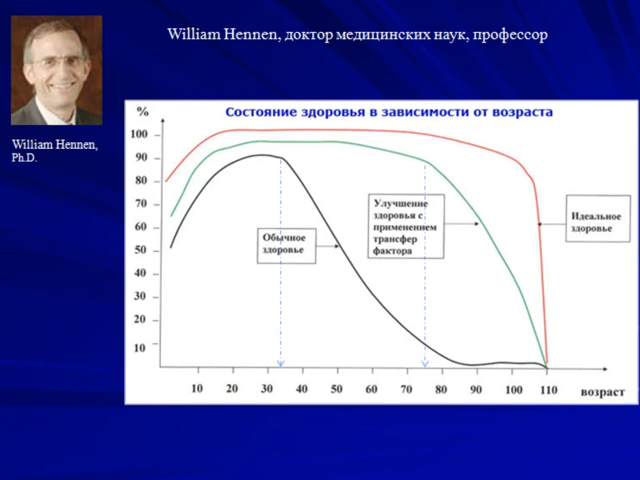 William Hennen, доктор медицинских наук, профессор
William Hennen,
Ph.D.
%
Состояние здоровья в зависимости от возраста
100
90
80
70
60
50
40
30
20
10
Обычное
здоровье
Улучшение
здоровья с
применением
трансфер
фактора
Идеальное
здоровье
10 20 30 40 50 60 70 80 90 100 110 возраст